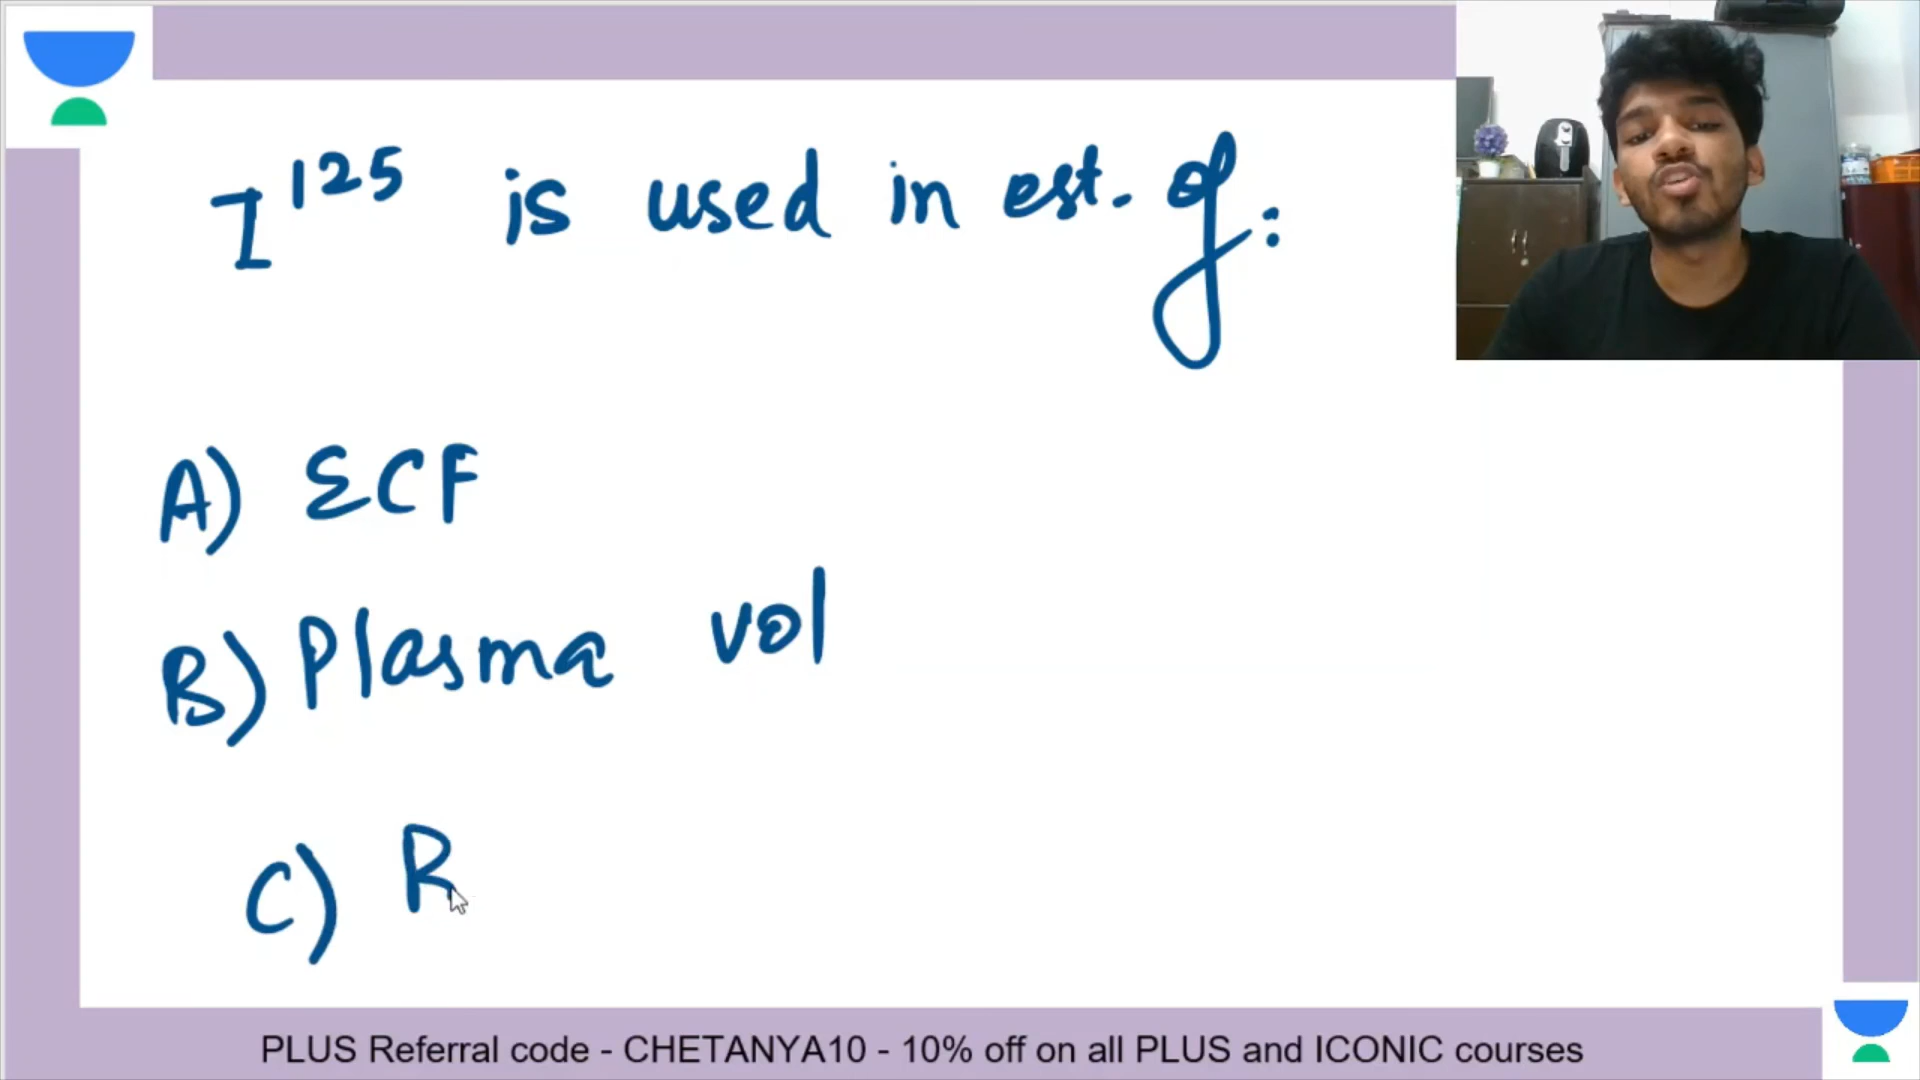 I¹²⁵ is used in est. of:
A) ECF
B) Plasma vol
C) R
PLUS Referral code - CHETANYA10 - 10% off on all PLUS and ICONIC courses